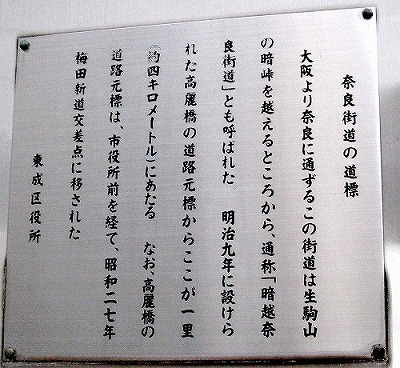 奈良街道の道標
大阪より奈良に通ずるこの街道は生駒山
の暗峠を越えるところから、通称「暗越奈
良街道」とも呼ばれた　明治九年に設けら
れた高麗橋の道路元標からここが一里
(約四キロメートル)にあたる　なお、高麗橋の
道路元標は、市役所前を経て、昭和二七年
梅田新道交差点に移された
東成区役所